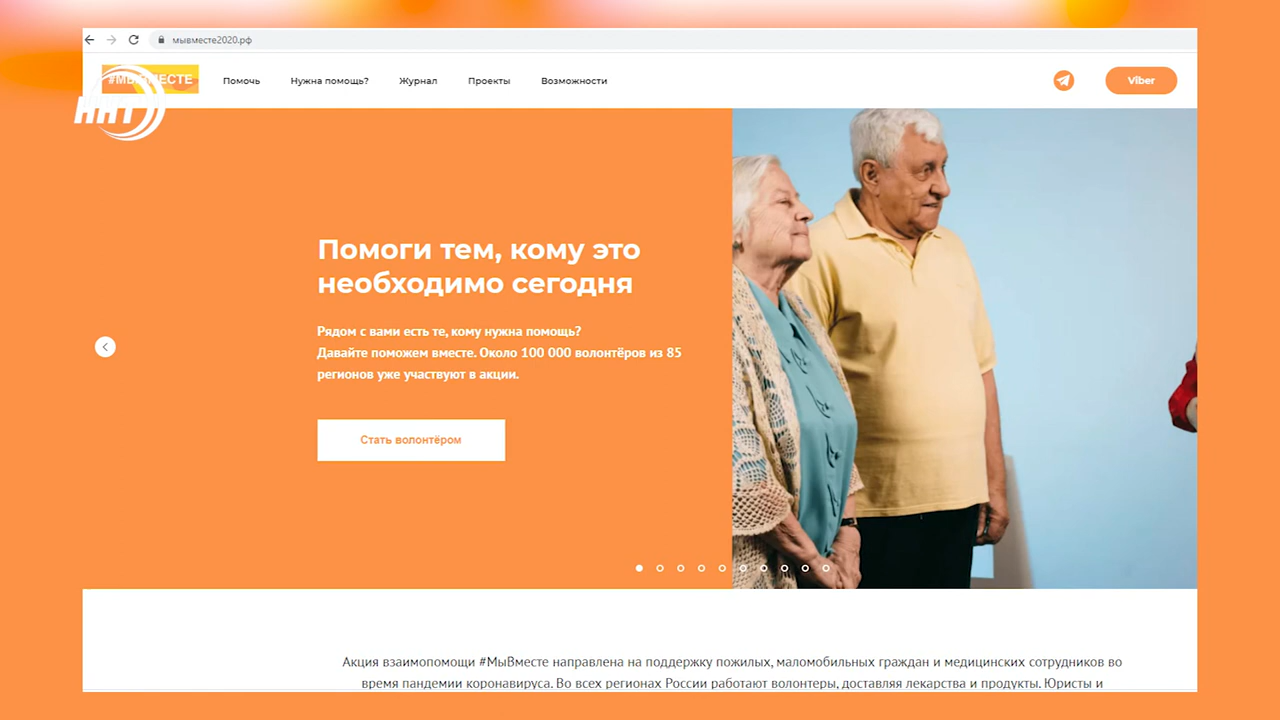 мывместе2020.рф
#МЫВМЕСТЕ
ННТ
Помочь
Нужна помощь?
Журнал
Проекты
Возможности
Viber
Помоги тем, кому это
необходимо сегодня
Рядом с вами есть те, кому нужна помощь?
Давайте поможем вместе. Около 100 000 волонтёров из 85
регионов уже участвуют в акции.
Стать волонтёром
Акция взаимопомощи #МыВместе направлена на поддержку пожилых, маломобильных граждан и медицинских сотрудников во
время пандемии коронавируса. Во всех регионах России работают волонтеры, доставляя лекарства и продукты. Юристы и